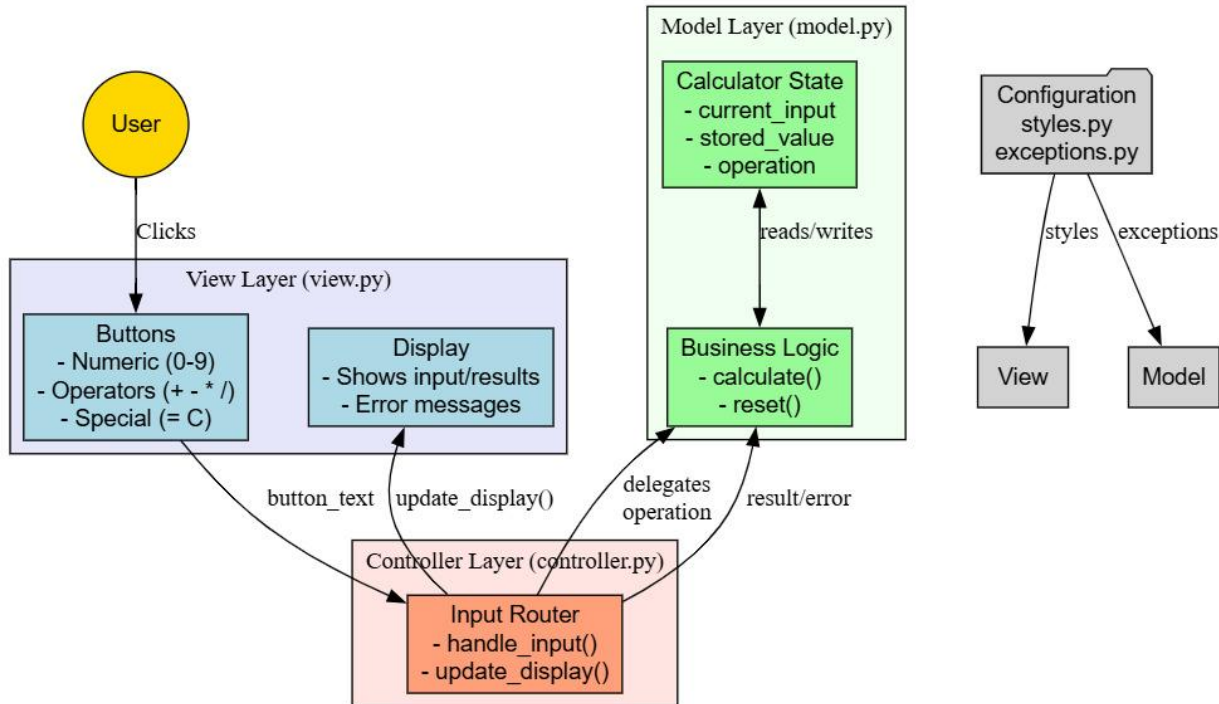 User
Clicks
View Layer (view.py)
Buttons
- Numeric (0-9)
- Operators (+ - * /)
- Special (= C)
Display
- Shows input/results
- Error messages
button_text
update_display()
Controller Layer (controller.py)
Input Router
- handle_input()
- update_display()
delegates
operation
result/error
Model Layer (model.py)
Calculator State
- current_input
- stored_value
- operation
reads/writes
Business Logic
- calculate()
- reset()
Configuration
styles.py
exceptions.py
styles
exceptions
View
Model